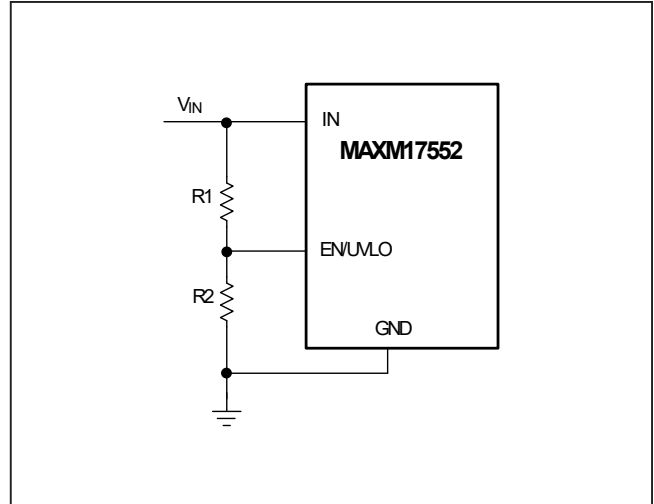 VIN
IN
MAXM17552
R1
EN/UVLO
R2
GND